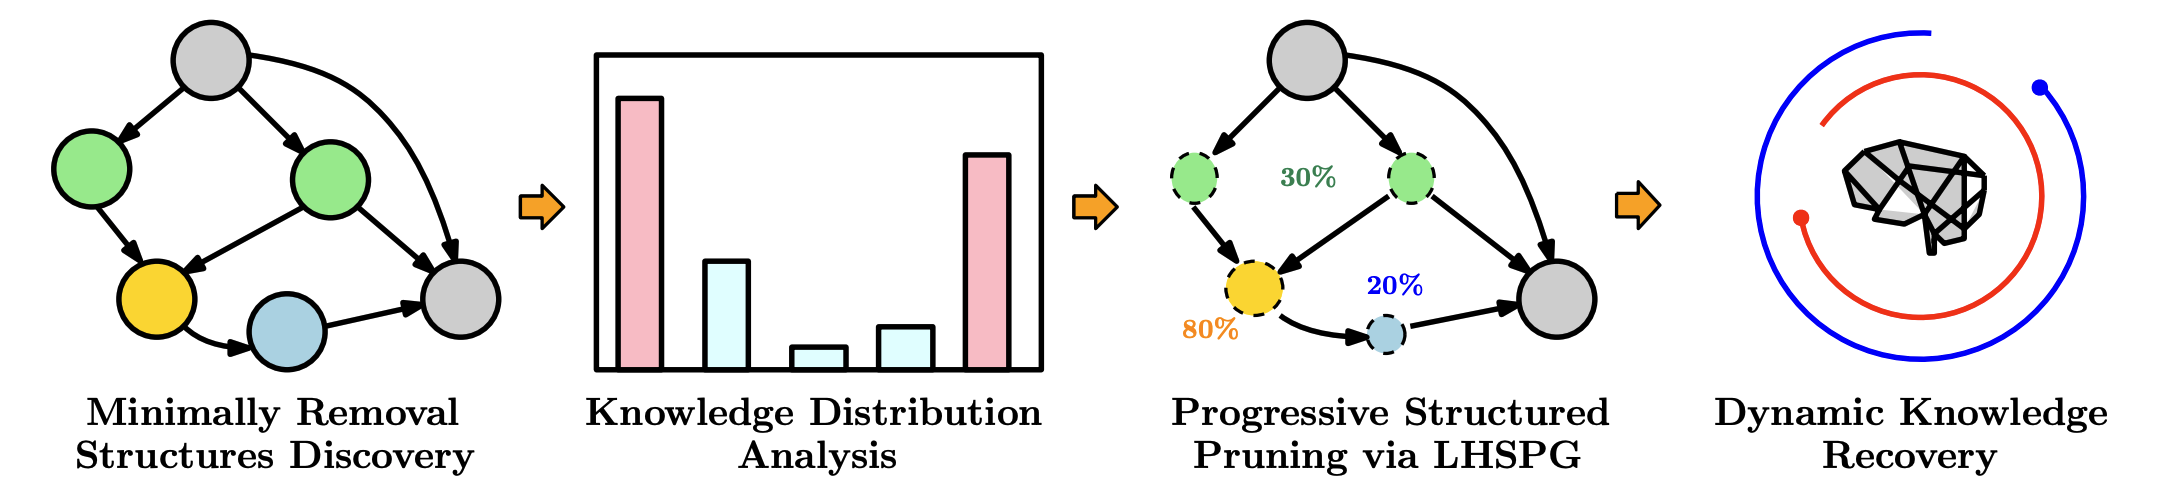 30%
20%
80%
Minimally Removal
Structures Discovery
Knowledge Distribution
Analysis
Progressive Structured
Pruning via LHSPG
Dynamic Knowledge
Recovery